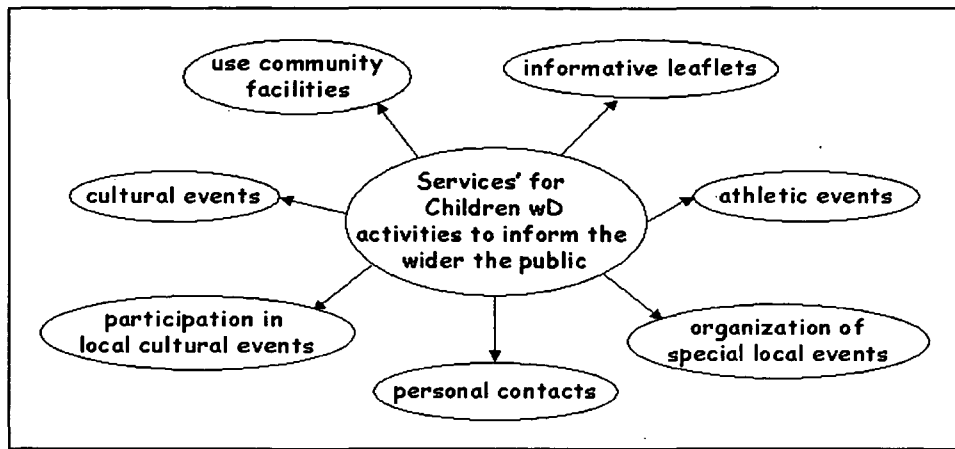 use community
facilities
informative leaflets
cultural events
Services' for
Children wD
activities to inform the
wider the public
athletic events
participation in
local cultural events
personal contacts
organization of
special local events